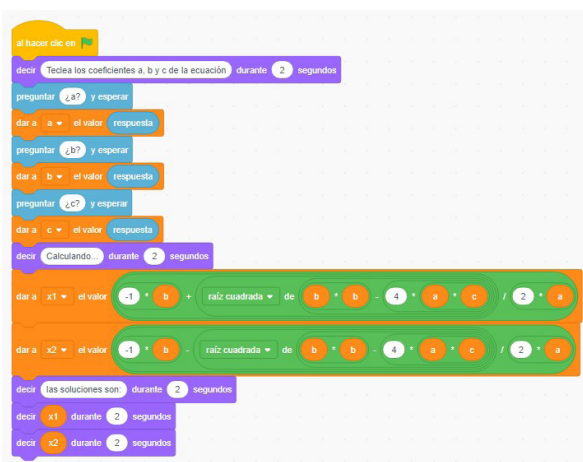 al hacer clic en
decir Teclea los coeficientes a, b y c de la ecuación durante 2 segundos
preguntar ¿a? y esperar
dar a a el valor respuesta
preguntar ¿b? y esperar
dar a b el valor respuesta
preguntar ¿c? y esperar
dar a c el valor respuesta
decir Calculando... durante 2 segundos
dar a x1 el valor -1 * b + raíz cuadrada de b * b - 4 * a * c / 2 * a
dar a x2 el valor -1 * b - raíz cuadrada de b * b - 4 * a * c / 2 * a
decir las soluciones son: durante 2 segundos
decir x1 durante 2 segundos
decir x2 durante 2 segundos